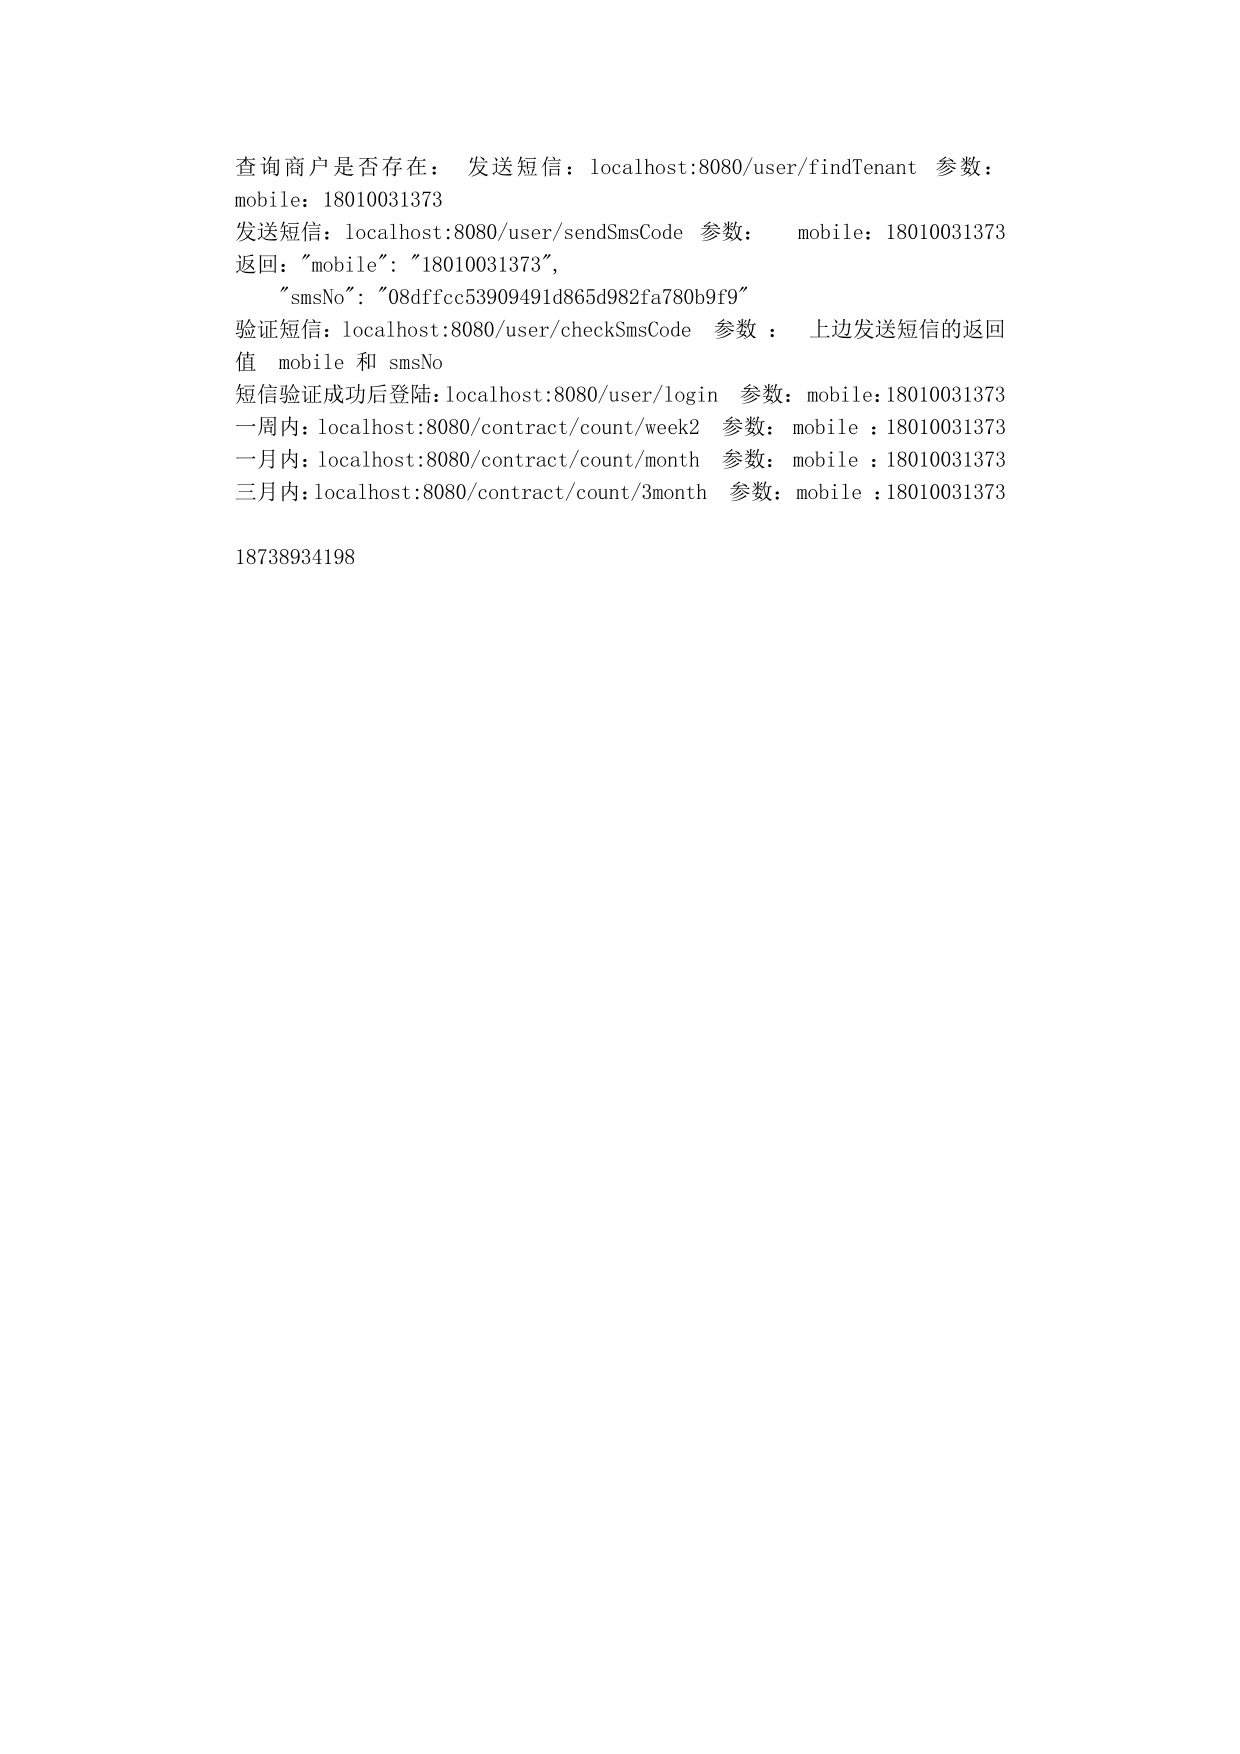 查询商户是否存在： 发送短信：localhost:8080/user/findTenant 参数：
mobile：18010031373
发送短信：localhost:8080/user/sendSmsCode 参数： mobile：18010031373
返回："mobile": "18010031373",
"smsNo": "08dffcc53909491d865d982fa780b9f9"
验证短信：localhost:8080/user/checkSmsCode 参数 ： 上边发送短信的返回
值 mobile 和 smsNo
短信验证成功后登陆:localhost:8080/user/login 参数：mobile:18010031373
一周内：localhost:8080/contract/count/week2 参数： mobile :18010031373
一月内：localhost:8080/contract/count/month 参数： mobile :18010031373
三月内:localhost:8080/contract/count/3month 参数：mobile :18010031373
18738934198